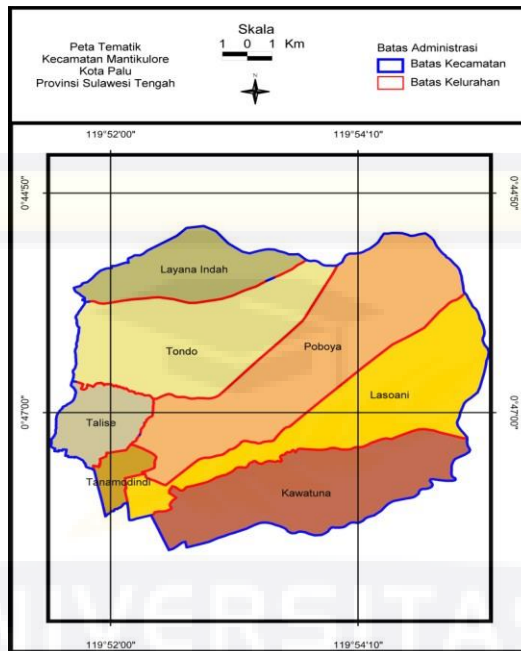 Peta Tematik
Kecamatan Mantikulore
Kota Palu
Provinsi Sulawesi Tengah
Skala
1 0 1 Km
N
Batas Administrasi
Batas Kecamatan
Batas Kelurahan
119°52'00"
119°54'10"
0°44'50"
0°44'50"
Layana Indah
Tondo
Poboya
Lasoani
0°47'00"
0°47'00"
Talise
Tanamodindi
Kawatuna
119°52'00"
119°54'10"
UNIVERSITAS